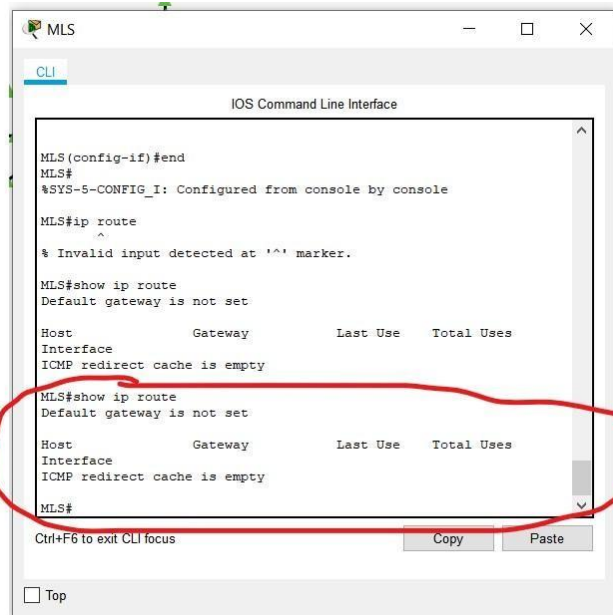 MLS
CLI
IOS Command Line Interface
MLS(config-if)#end
MLS#
%SYS-5-CONFIG_I: Configured from console by console
MLS#ip route
^
% Invalid input detected at '^' marker.
MLS#show ip route
Default gateway is not set
Host Gateway Last Use Total Uses
Interface
ICMP redirect cache is empty
MLS#show ip route
Default gateway is not set
Host Gateway Last Use Total Uses
Interface
ICMP redirect cache is empty
MLS#
Ctrl+F6 to exit CLI focus
Copy
Paste
Top